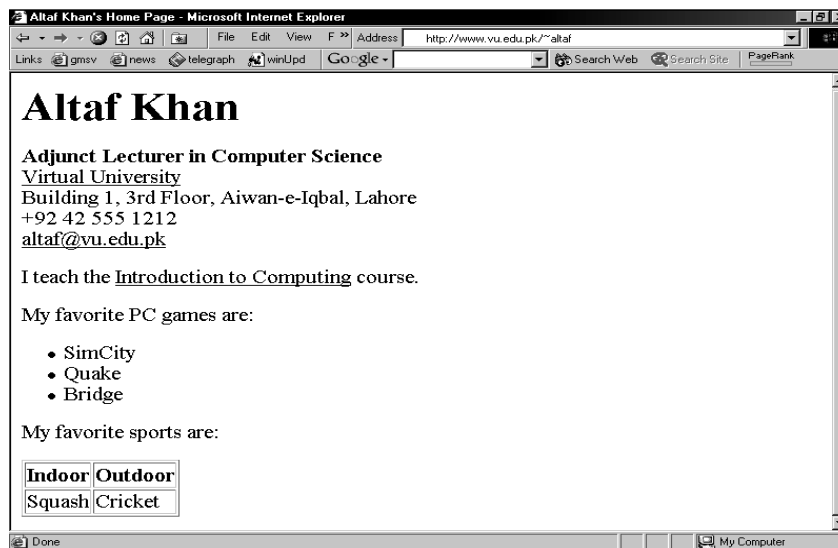 Altaf Khan's Home Page - Microsoft Internet Explorer
File Edit View F » Address http://www.vu.edu.pk/~altaf
Links gmsv news telegraph winUpd Google Search Web Search Site PageRank
Altaf Khan
Adjunct Lecturer in Computer Science
Virtual University
Building 1, 3rd Floor, Aiwan-e-Iqbal, Lahore
+92 42 555 1212
altaf@vu.edu.pk
I teach the Introduction to Computing course.
My favorite PC games are:
• SimCity
• Quake
• Bridge
My favorite sports are:
Indoor Outdoor
Squash Cricket
Done My Computer